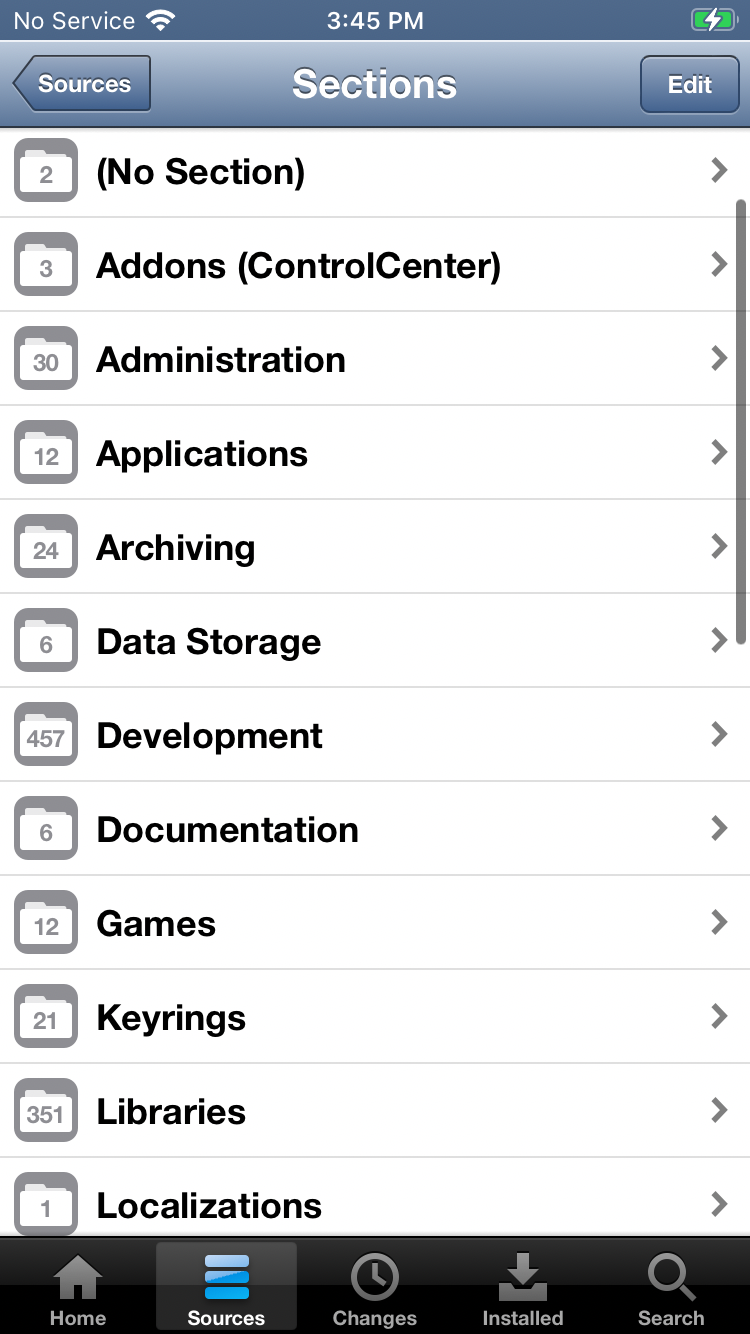 No Service 3:45 PM
Sources Sections Edit
2 (No Section)
3 Addons (ControlCenter)
30 Administration
12 Applications
24 Archiving
6 Data Storage
457 Development
6 Documentation
12 Games
21 Keyrings
351 Libraries
1 Localizations
Home Sources Changes Installed Search